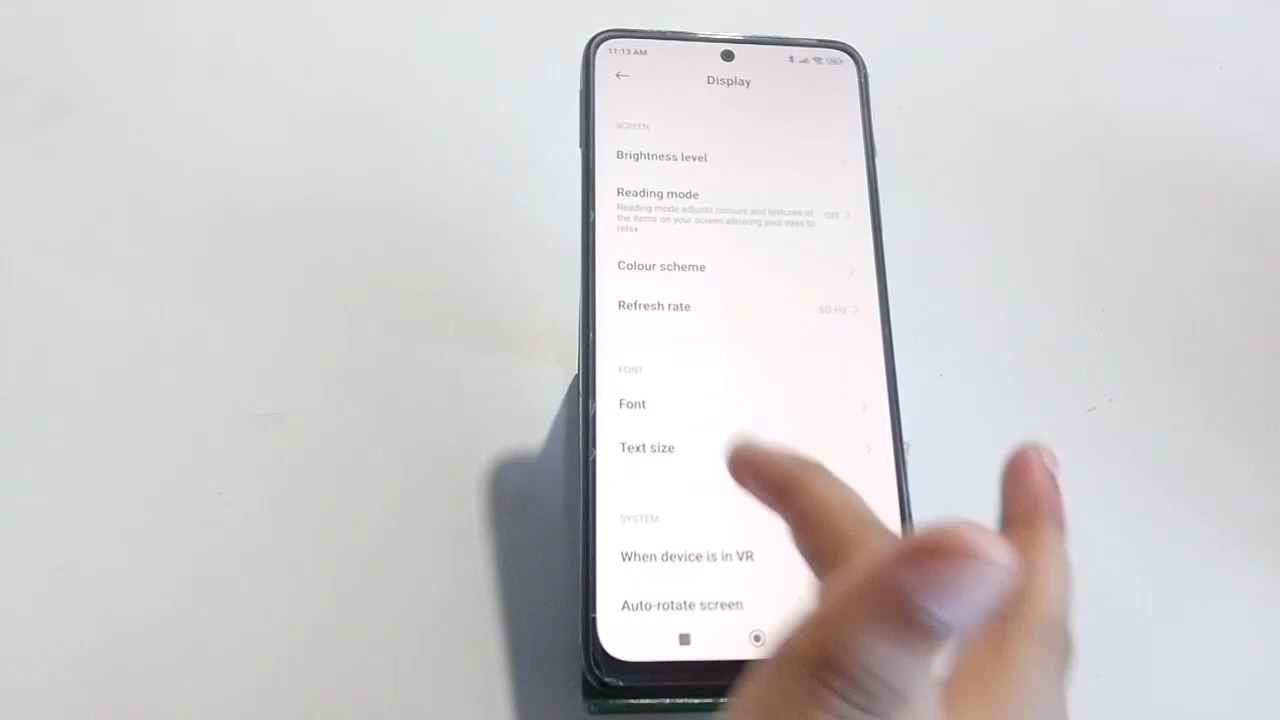 11:13 AM
Display
SCREEN
Brightness level
Reading mode
Reading mode adjusts colours and textures of
the items on your screen allowing your eyes to
relax
Off
Colour scheme
Refresh rate
60 Hz
FONT
Font
Text size
SYSTEM
When device is in VR
Auto-rotate screen